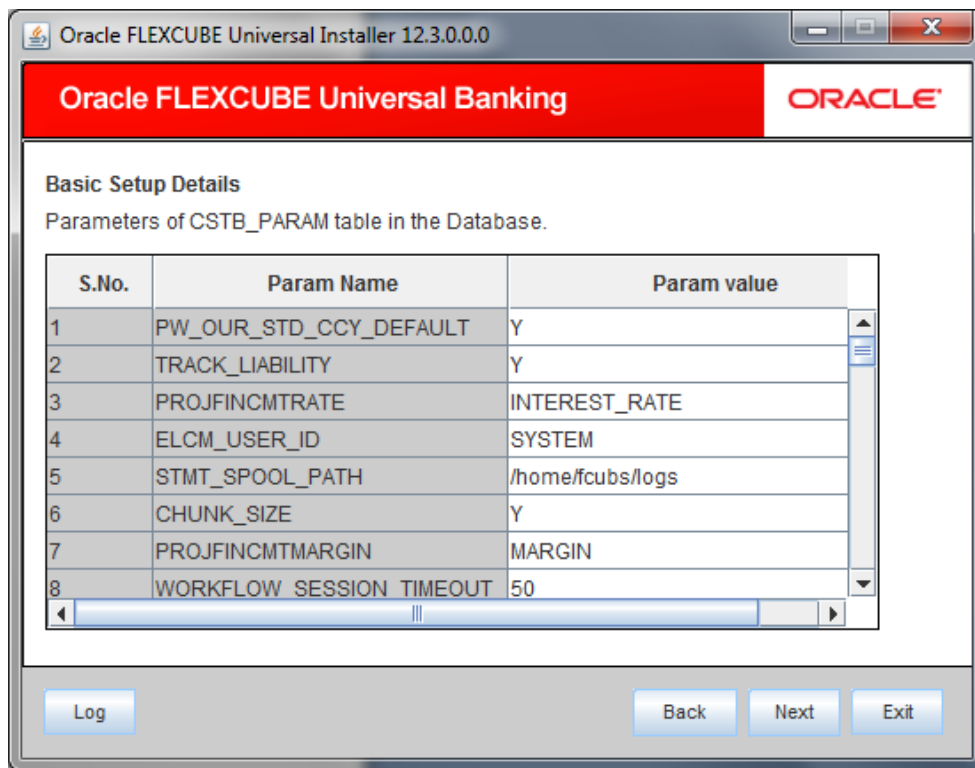 Oracle FLEXCUBE Universal Installer 12.3.0.0.0
Oracle FLEXCUBE Universal Banking ORACLE
Basic Setup Details
Parameters of CSTB_PARAM table in the Database.
S.No. Param Name Param value
1 PW_OUR_STD_CCY_DEFAULT Y
2 TRACK_LIABILITY Y
3 PROJFINCMTRATE INTEREST_RATE
4 ELCM_USER_ID SYSTEM
5 STMT_SPOOL_PATH /home/fcubs/logs
6 CHUNK_SIZE Y
7 PROJFINCMTMARGIN MARGIN
8 WORKFLOW_SESSION_TIMEOUT 50
Log Back Next Exit